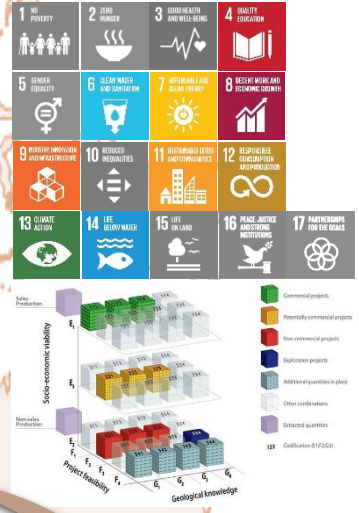 1 NO POVERTY
2 ZERO HUNGER
3 GOOD HEALTH AND WELL-BEING
4 QUALITY EDUCATION
5 GENDER EQUALITY
6 CLEAN WATER AND SANITATION
7 AFFORDABLE AND CLEAN ENERGY
8 DECENT WORK AND ECONOMIC GROWTH
9 INDUSTRY, INNOVATION AND INFRASTRUCTURE
10 REDUCED INEQUALITIES
11 SUSTAINABLE CITIES AND COMMUNITIES
12 RESPONSIBLE CONSUMPTION AND PRODUCTION
13 CLIMATE ACTION
14 LIFE BELOW WATER
15 LIFE ON LAND
16 PEACE, JUSTICE AND STRONG INSTITUTIONS
17 PARTNERSHIPS FOR THE GOALS
Sales Production
Non-sales Production
Socio-economic viability
E1
E2
E3
F1
F2
F3
F4
Project feasibility
G1
G2
G3
G4
Geological knowledge
Commercial projects
Potentially commercial projects
Non-commercial projects
Exploration projects
Additional quantities in place
Other combinations
Extracted quantities
123 Codification (E1;F2;G3)